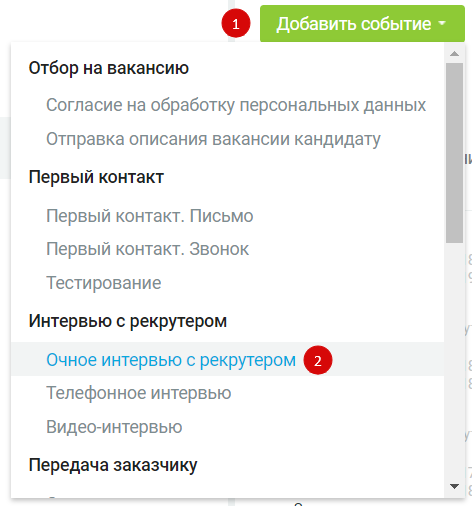 1 Добавить событие
Отбор на вакансию
Согласие на обработку персональных данных
Отправка описания вакансии кандидату
Первый контакт
Первый контакт. Письмо
Первый контакт. Звонок
Тестирование
Интервью с рекрутером
Очное интервью с рекрутером 2
Телефонное интервью
Видео-интервью
Передача заказчику